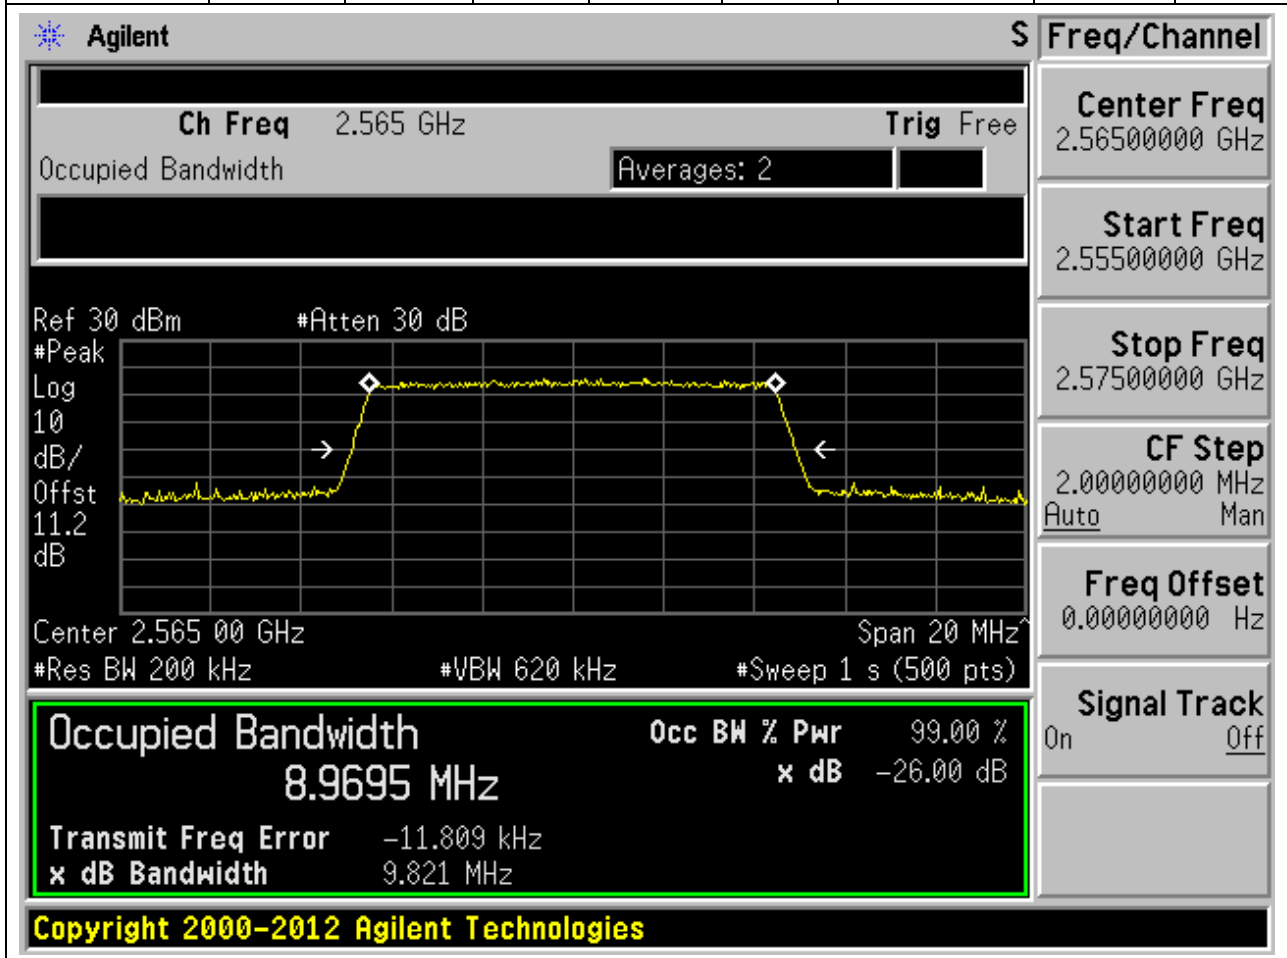 Agilent S Freq/Channel
Ch Freq 2.565 GHz Trig Free
Occupied Bandwidth Averages: 2
Center Freq
2.56500000 GHz
Start Freq
2.55500000 GHz
Stop Freq
2.57500000 GHz
CF Step
2.00000000 MHz
Auto Man
Freq Offset
0.00000000 Hz
Signal Track
On Off
Ref 30 dBm #Atten 30 dB
#Peak
Log
10
dB/
Offst
11.2
dB
Center 2.565 00 GHz Span 20 MHz^
#Res BW 200 kHz #VBW 620 kHz #Sweep 1 s (500 pts)
Occupied Bandwidth Occ BW % Pwr 99.00 %
8.9695 MHz x dB -26.00 dB
Transmit Freq Error -11.809 kHz
x dB Bandwidth 9.821 MHz
Copyright 2000-2012 Agilent Technologies